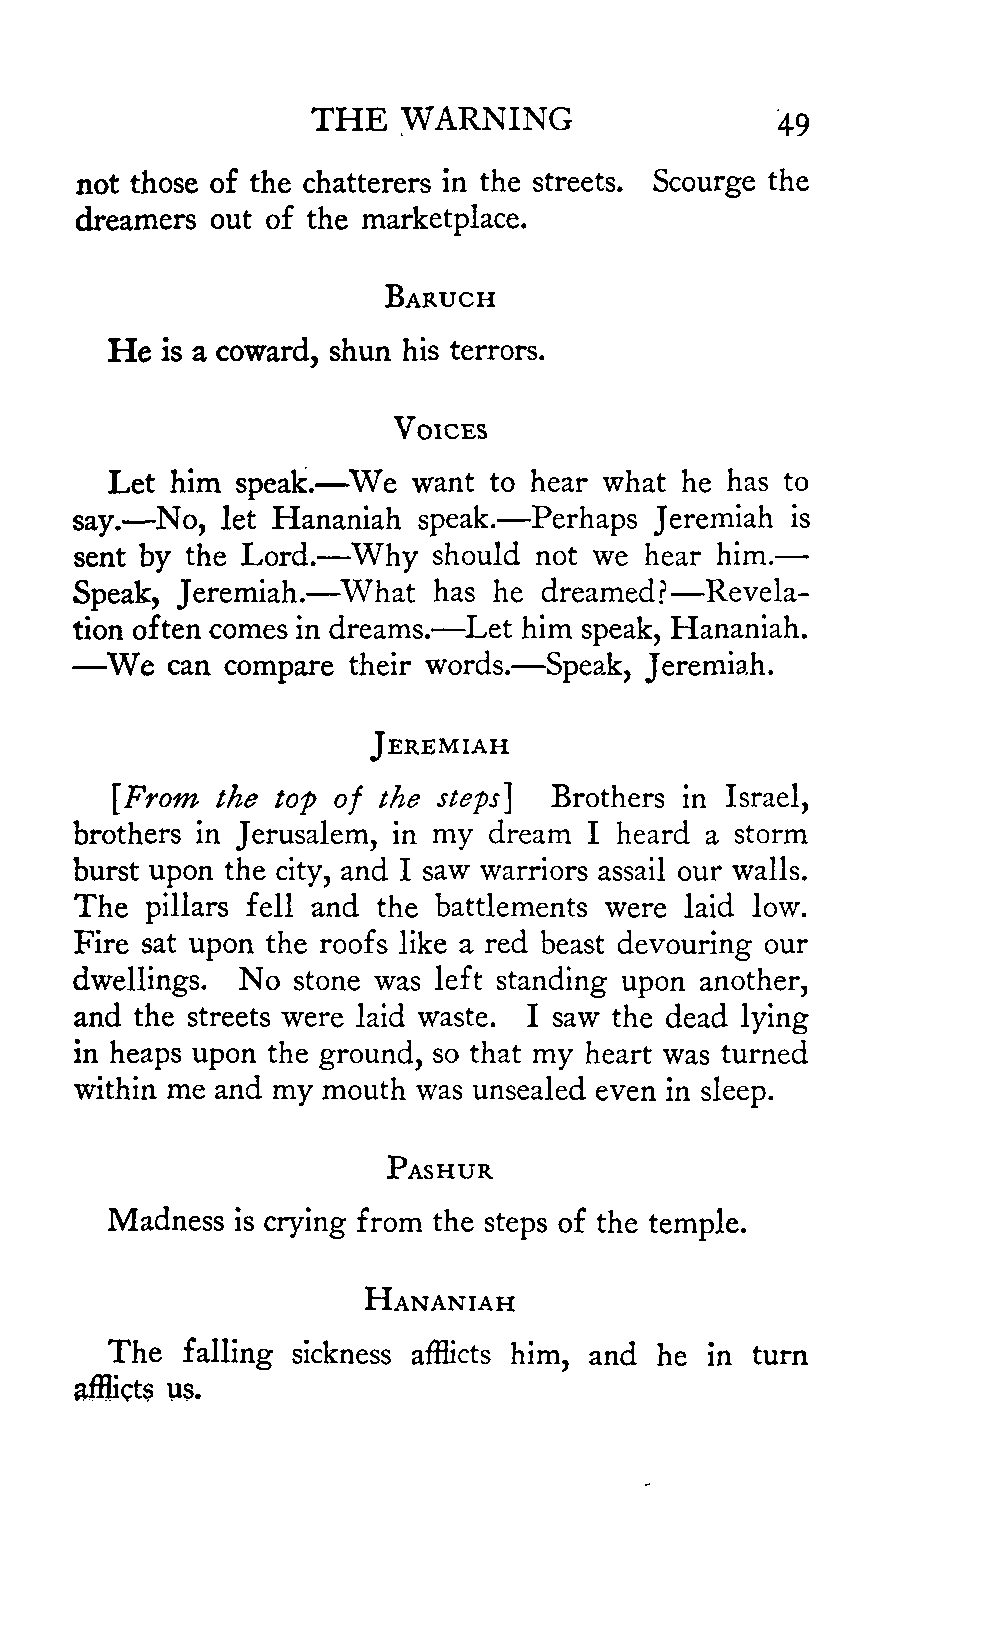 THE WARNING 49
not those of the chatterers in the streets. Scourge the
dreamers out of the marketplace.
BARUCH
He is a coward, shun his terrors.
VOICES
Let him speak.—We want to hear what he has to
say.—No, let Hananiah speak.—Perhaps Jeremiah is
sent by the Lord.—Why should not we hear him.—
Speak, Jeremiah.—What has he dreamed?—Revela-
tion often comes in dreams.—Let him speak, Hananiah.
—We can compare their words.—Speak, Jeremiah.
JEREMIAH
[From the top of the steps] Brothers in Israel,
brothers in Jerusalem, in my dream I heard a storm
burst upon the city, and I saw warriors assail our walls.
The pillars fell and the battlements were laid low.
Fire sat upon the roofs like a red beast devouring our
dwellings. No stone was left standing upon another,
and the streets were laid waste. I saw the dead lying
in heaps upon the ground, so that my heart was turned
within me and my mouth was unsealed even in sleep.
PASHUR
Madness is crying from the steps of the temple.
HANANIAH
The falling sickness afflicts him, and he in turn
afflicts us.